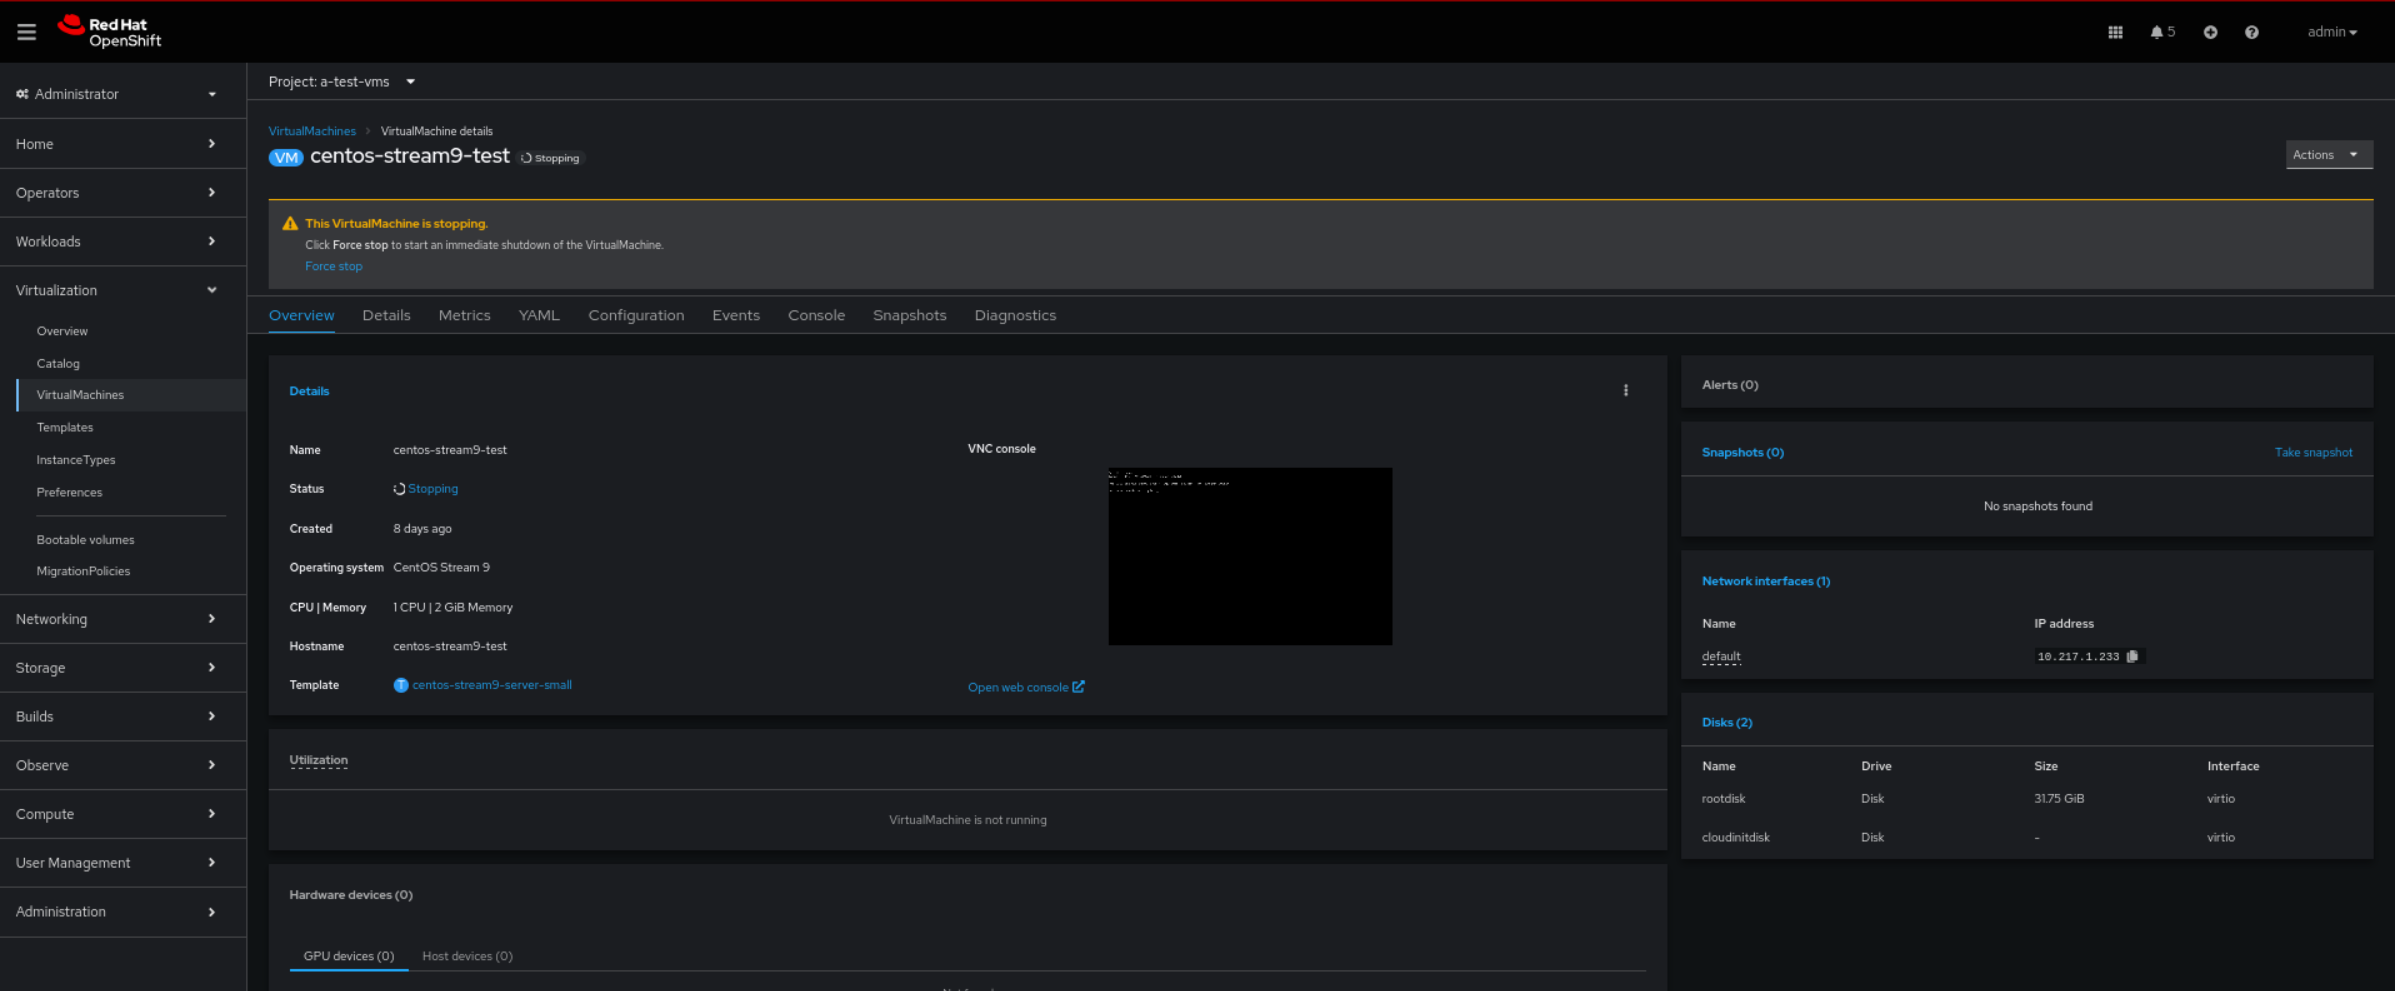 Red Hat
OpenShift
5
admin
Administrator
Home
Operators
Workloads
Virtualization
Overview
Catalog
VirtualMachines
Templates
InstanceTypes
Preferences
Bootable volumes
MigrationPolicies
Networking
Storage
Builds
Observe
Compute
User Management
Administration
Project: a-test-vms
VirtualMachines > VirtualMachine details
VM centos-stream9-test Stopping
Actions
This VirtualMachine is stopping.
Click Force stop to start an immediate shutdown of the VirtualMachine.
Force stop
Overview Details Metrics YAML Configuration Events Console Snapshots Diagnostics
Details
Name centos-stream9-test
Status Stopping
Created 8 days ago
Operating system CentOS Stream 9
CPU | Memory 1 CPU | 2 GiB Memory
Hostname centos-stream9-test
Template T centos-stream9-server-small
VNC console
Open web console
Utilization
VirtualMachine is not running
Hardware devices (0)
GPU devices (0) Host devices (0)
Alerts (0)
Snapshots (0) Take snapshot
No snapshots found
Network interfaces (1)
Name IP address
default 10.217.1.233
Disks (2)
Name Drive Size Interface
rootdisk Disk 31.75 GiB virtio
cloudinitdisk Disk - virtio